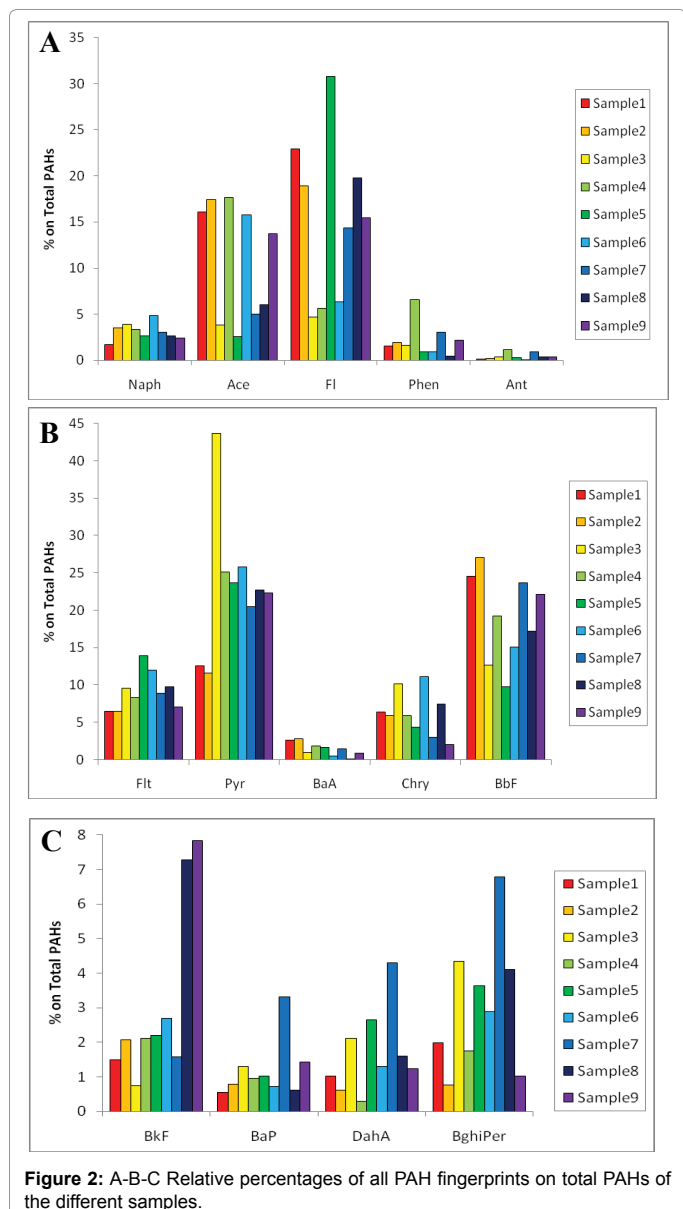 A
% on Total PAHs
35
30
25
20
15
10
5
0
Naph Ace Fl Phen Ant
Sample1
Sample2
Sample3
Sample4
Sample5
Sample6
Sample7
Sample8
Sample9
B
% on Total PAHs
45
40
35
30
25
20
15
10
5
0
Flt Pyr BaA Chry BbF
Sample1
Sample2
Sample3
Sample4
Sample5
Sample6
Sample7
Sample8
Sample9
C
% on Total PAHs
8
7
6
5
4
3
2
1
0
BkF BaP DahA BghiPer
Sample1
Sample2
Sample3
Sample4
Sample5
Sample6
Sample7
Sample8
Sample9
Figure 2: A-B-C Relative percentages of all PAH fingerprints on total PAHs of
the different samples.